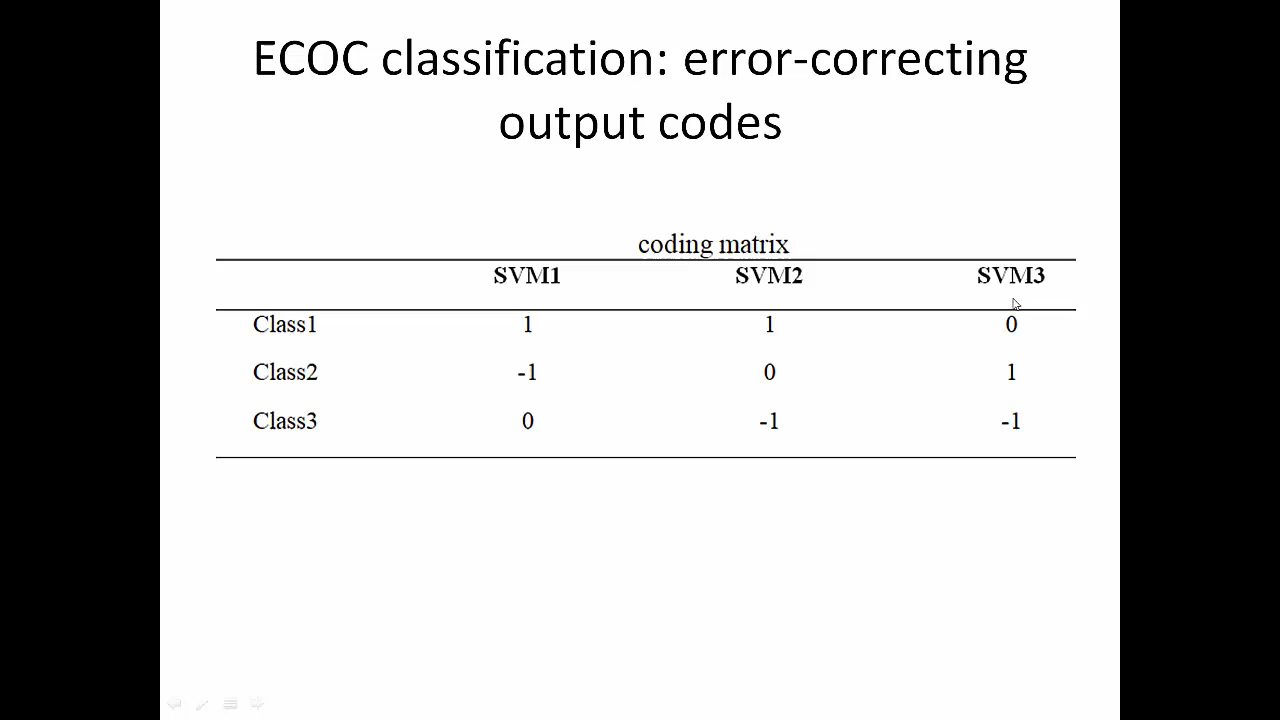 ECOC classification: error-correcting
output codes
coding matrix
SVM1 SVM2 SVM3
Class1 1 1 0
Class2 -1 0 1
Class3 0 -1 -1